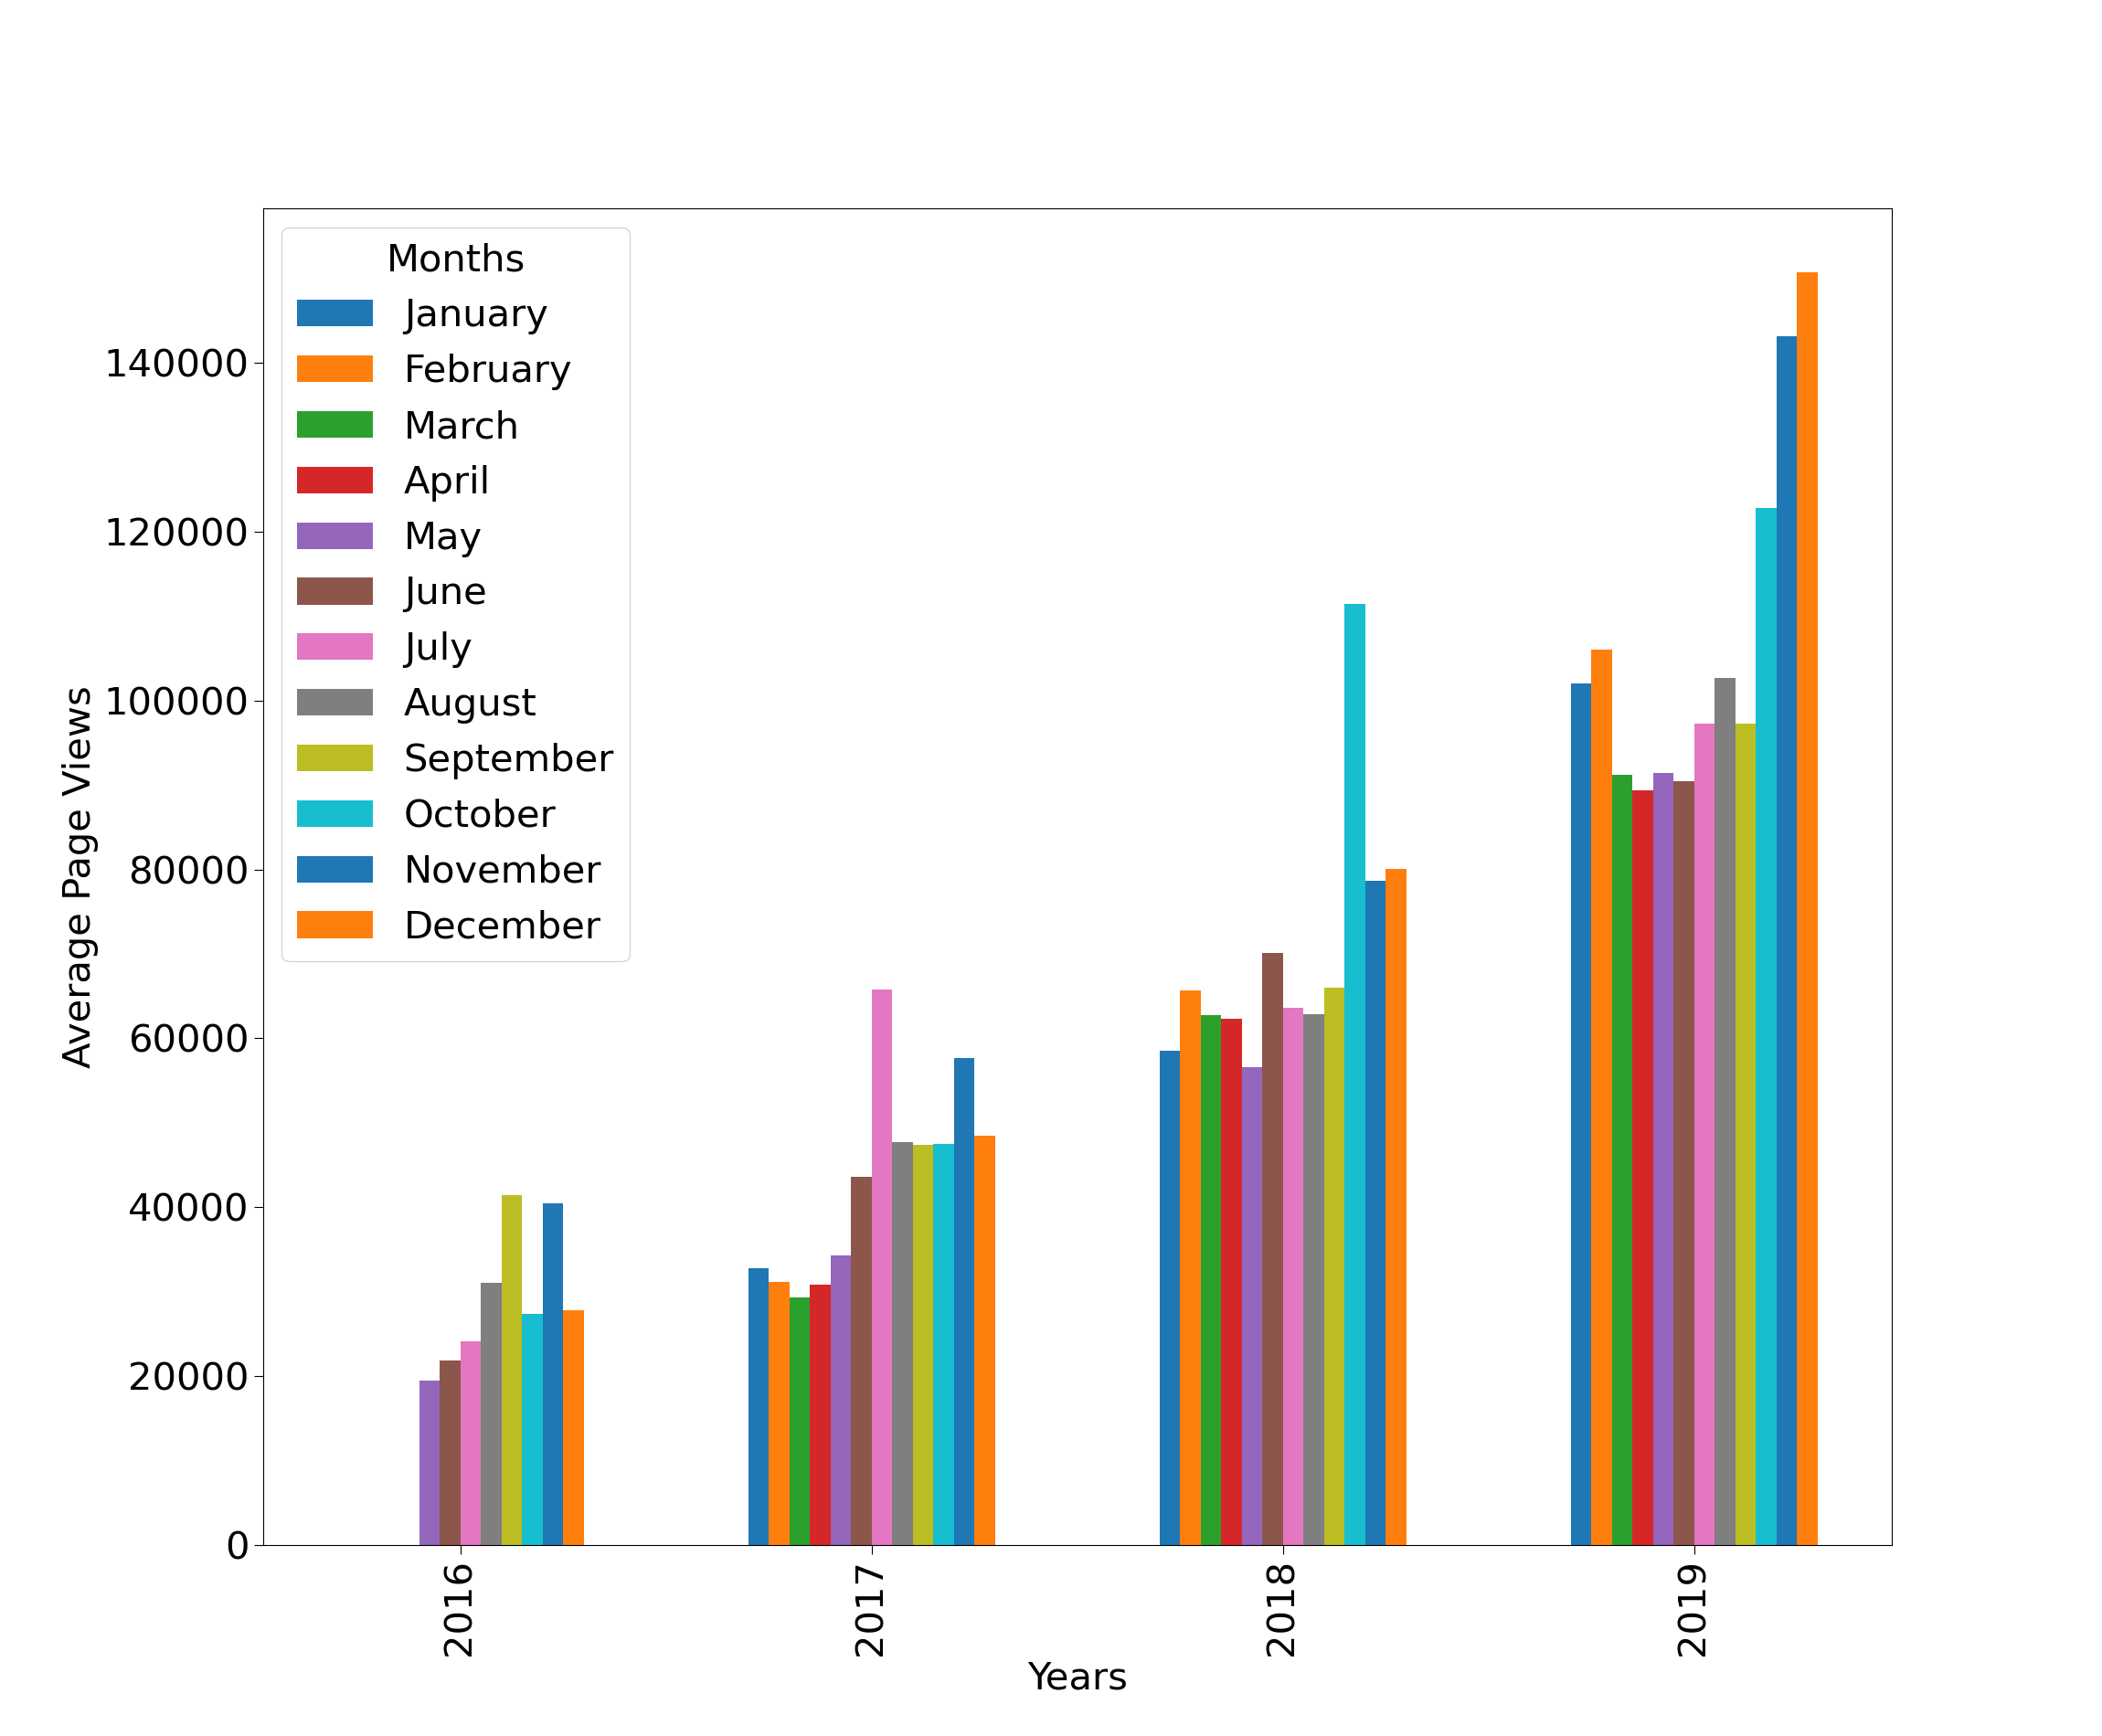 Months
January
February
March
April
May
June
July
August
September
October
November
December
Average Page Views
140000
120000
100000
80000
60000
40000
20000
0
2016
2017
2018
2019
Years